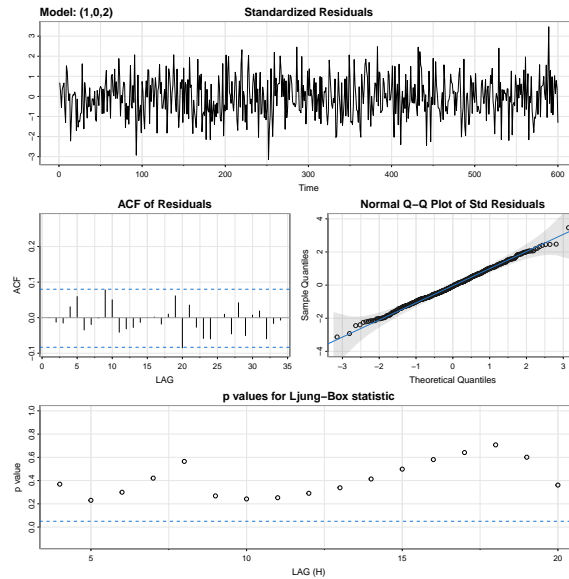 Model: (1,0,2) Standardized Residuals
3
2
1
0
−1
−2
−3
0 100 200 300 400 500 600
Time
ACF of Residuals
ACF
0.2
0.1
0.0
−0.1
0 5 10 15 20 25 30 35
LAG
Normal Q−Q Plot of Std Residuals
Sample Quantiles
4
2
0
−2
−4
−3 −2 −1 0 1 2 3
Theoretical Quantiles
p values for Ljung−Box statistic
p value
1.0
0.8
0.6
0.4
0.2
0.0
5 10 15 20
LAG (H)